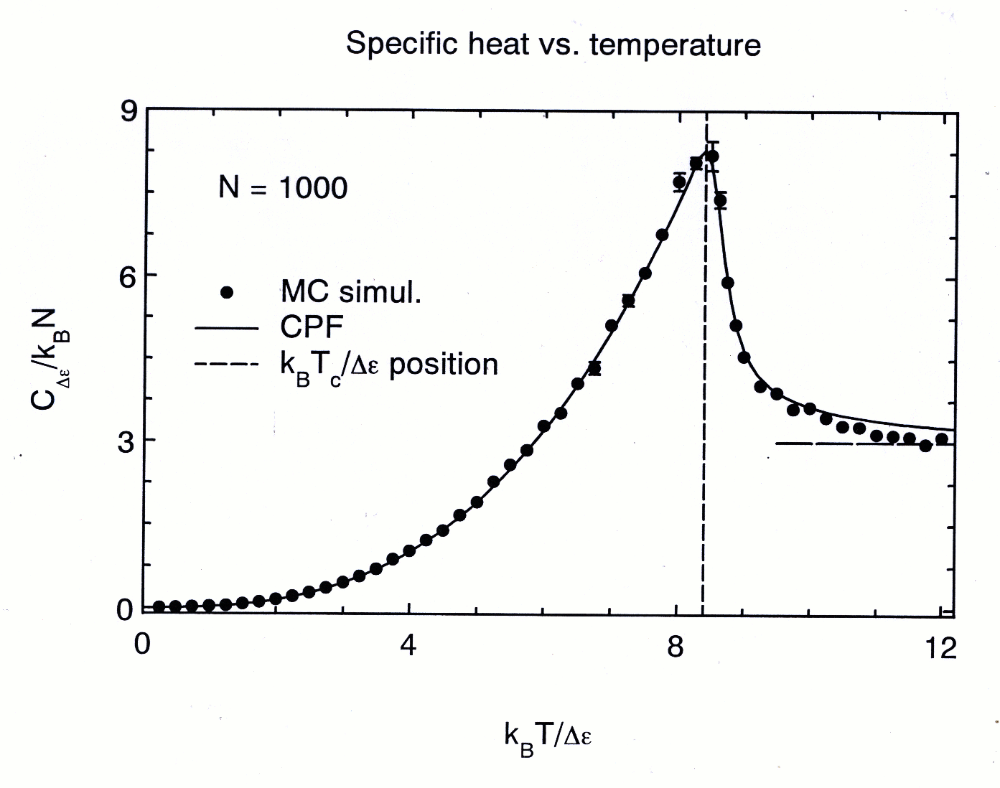 Specific heat vs. temperature
9
N = 1000
6
MC simul.
CPF
k_BT_c/Δε position
C_Δε/k_BN
3
0
0 4 8 12
k_BT/Δε